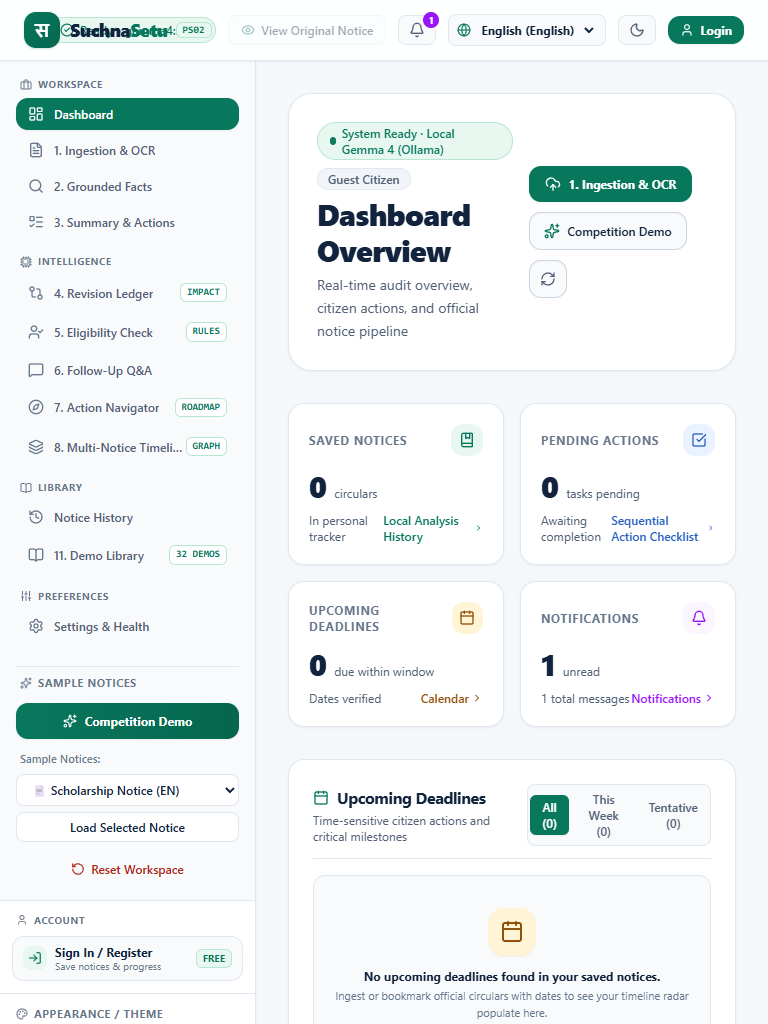 स SuchnaSetu PS02
View Original Notice
1
English (English)
Login
WORKSPACE
Dashboard
1. Ingestion & OCR
2. Grounded Facts
3. Summary & Actions
INTELLIGENCE
4. Revision Ledger IMPACT
5. Eligibility Check RULES
6. Follow-Up Q&A
7. Action Navigator ROADMAP
8. Multi-Notice Timeli... GRAPH
LIBRARY
Notice History
11. Demo Library 32 DEMOS
PREFERENCES
Settings & Health
SAMPLE NOTICES
Competition Demo
Sample Notices:
Scholarship Notice (EN)
Load Selected Notice
Reset Workspace
ACCOUNT
Sign In / Register
Save notices & progress
FREE
APPEARANCE / THEME
System Ready · Local
Gemma 4 (Ollama)
Guest Citizen
Dashboard
Overview
Real-time audit overview,
citizen actions, and official
notice pipeline
1. Ingestion & OCR
Competition Demo
SAVED NOTICES
0 circulars
In personal
tracker
Local Analysis
History
PENDING ACTIONS
0 tasks pending
Awaiting
completion
Sequential
Action Checklist
UPCOMING
DEADLINES
0 due within window
Dates verified Calendar
NOTIFICATIONS
1 unread
1 total messages Notifications
Upcoming Deadlines
Time-sensitive citizen actions and
critical milestones
All
(0)
This
Week
(0)
Tentative
(0)
No upcoming deadlines found in your saved notices.
Ingest or bookmark official circulars with dates to see your timeline radar
populate here.